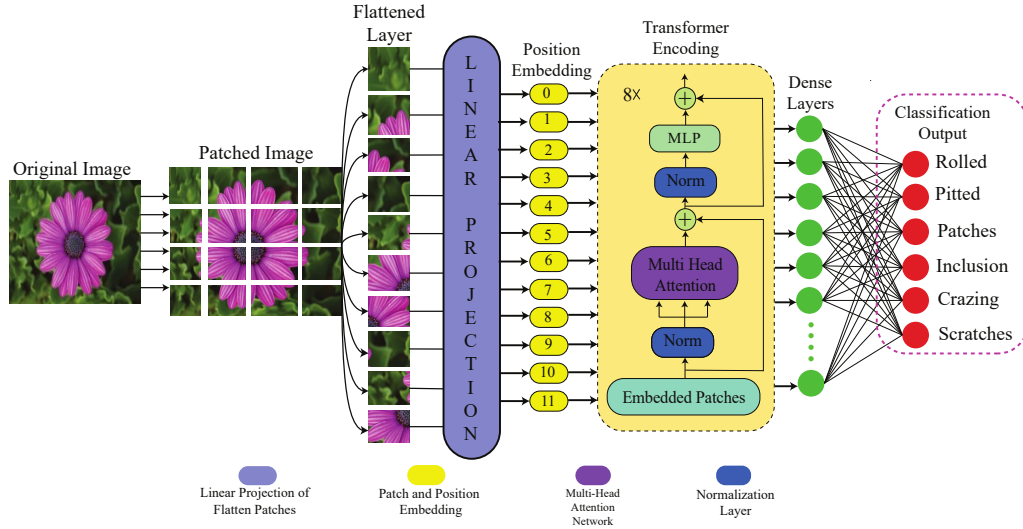 Original Image
Patched Image
Flattened
Layer
LINEAR PROJECTION
Position
Embedding
0
1
2
3
4
5
6
7
8
9
10
11
Transformer
Encoding
8×
+
MLP
Norm
+
Multi Head
Attention
Norm
Embedded Patches
Dense
Layers
Classification
Output
Rolled
Pitted
Patches
Inclusion
Crazing
Scratches
Linear Projection of
Flatten Patches
Patch and Position
Embedding
Multi-Head
Attention
Network
Normalization
Layer